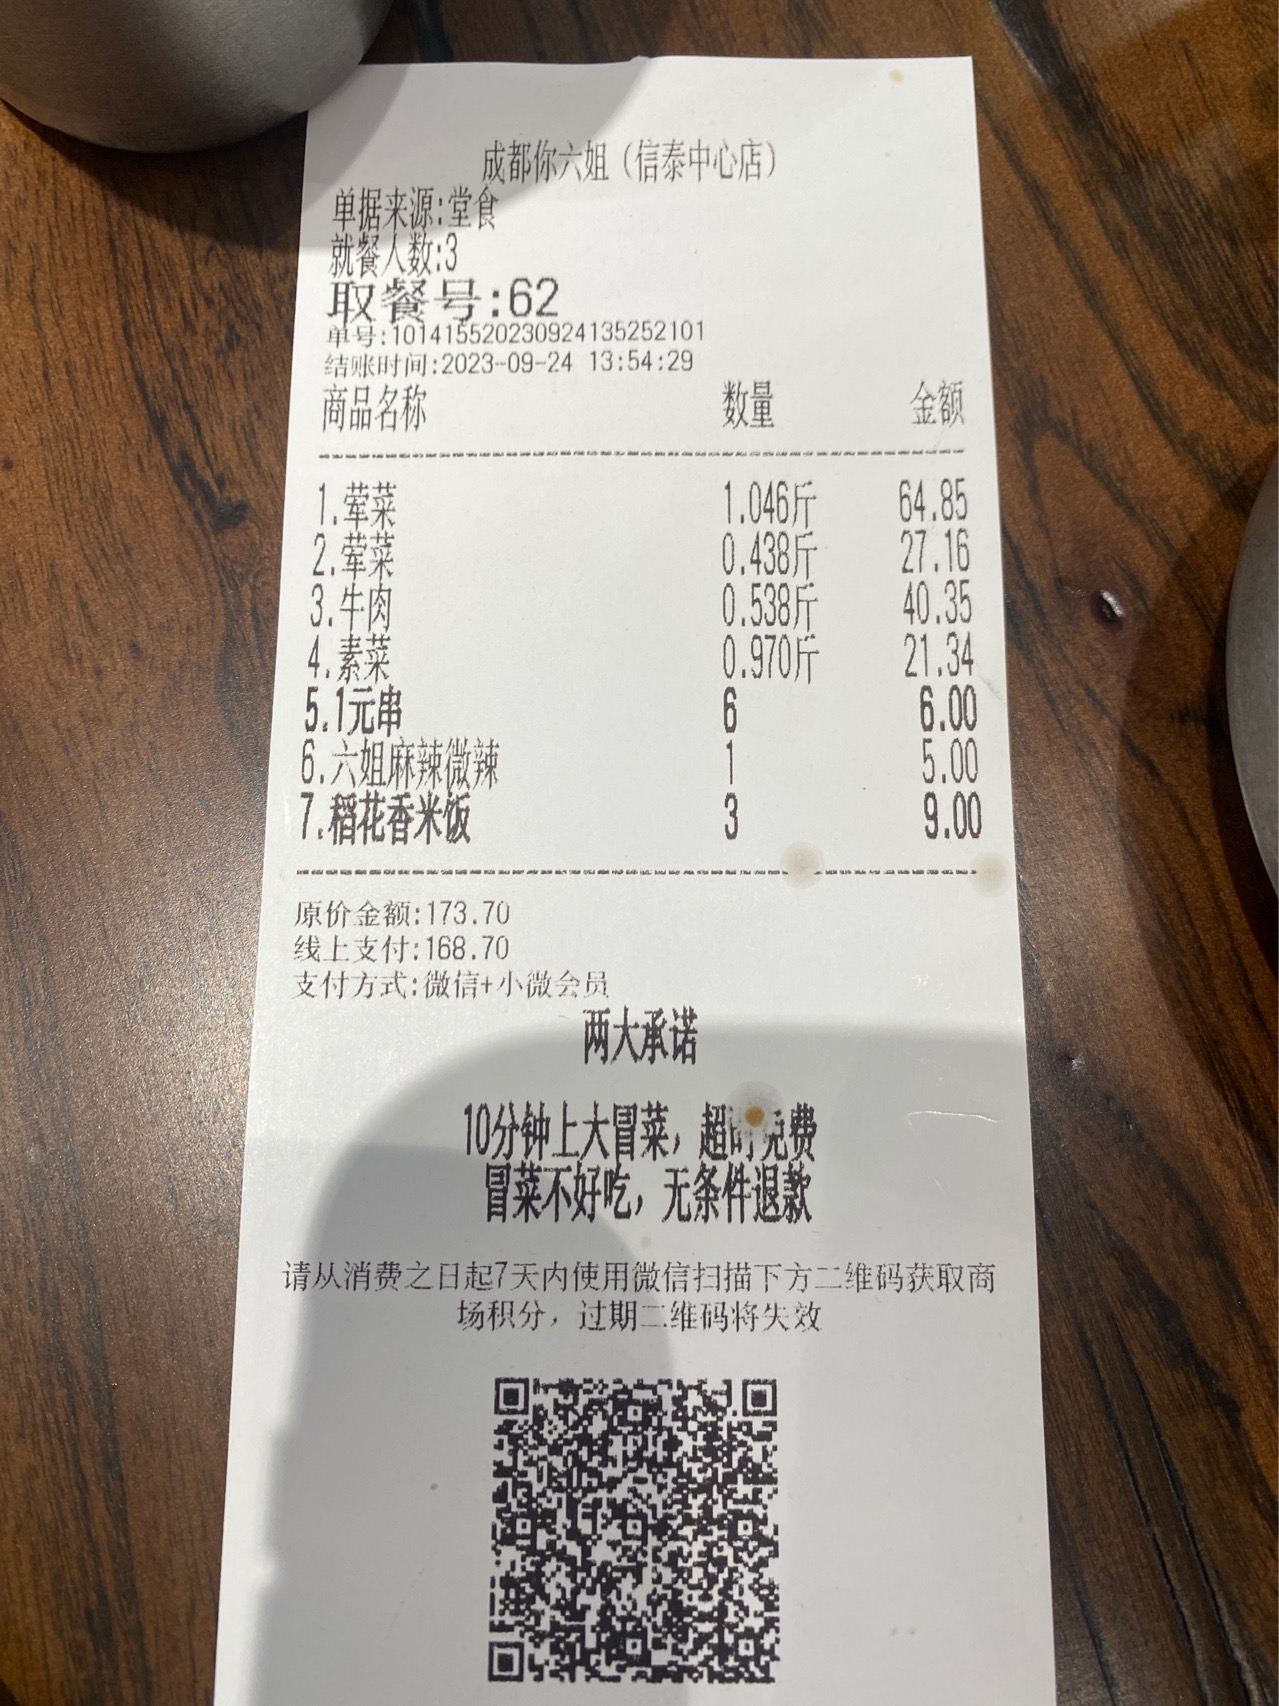 成都你六姐（信泰中心店）
单据来源:堂食
就餐人数:3
取餐号:62
单号:101415520230924135252101
结账时间:2023-09-24 13:54:29
商品名称 数量 金额
1.荤菜 1.046斤 64.85
2.荤菜 0.438斤 27.16
3.牛肉 0.538斤 40.35
4.素菜 0.970斤 21.34
5.1元串 6 6.00
6.六姐麻辣微辣 1 5.00
7.稻花香米饭 3 9.00
原价金额:173.70
线上支付:168.70
支付方式:微信+小微会员
两大承诺
10分钟上大冒菜，超时免费
冒菜不好吃，无条件退款
请从消费之日起7天内使用微信扫描下方二维码获取商
场积分，过期二维码将失效